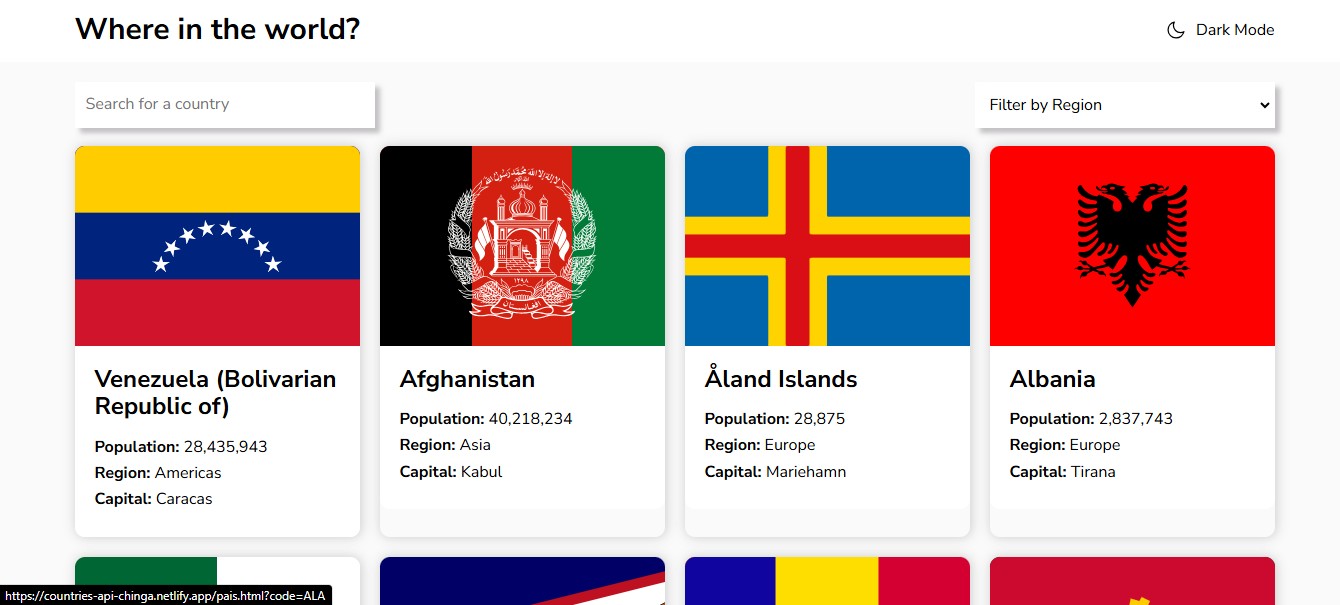 Where in the world?
Dark Mode
Search for a country
Filter by Region
Venezuela (Bolivarian
Republic of)
Population: 28,435,943
Region: Americas
Capital: Caracas
Afghanistan
Population: 40,218,234
Region: Asia
Capital: Kabul
Åland Islands
Population: 28,875
Region: Europe
Capital: Mariehamn
Albania
Population: 2,837,743
Region: Europe
Capital: Tirana
https://countries-api-chinga.netlify.app/pais.html?code=ALA